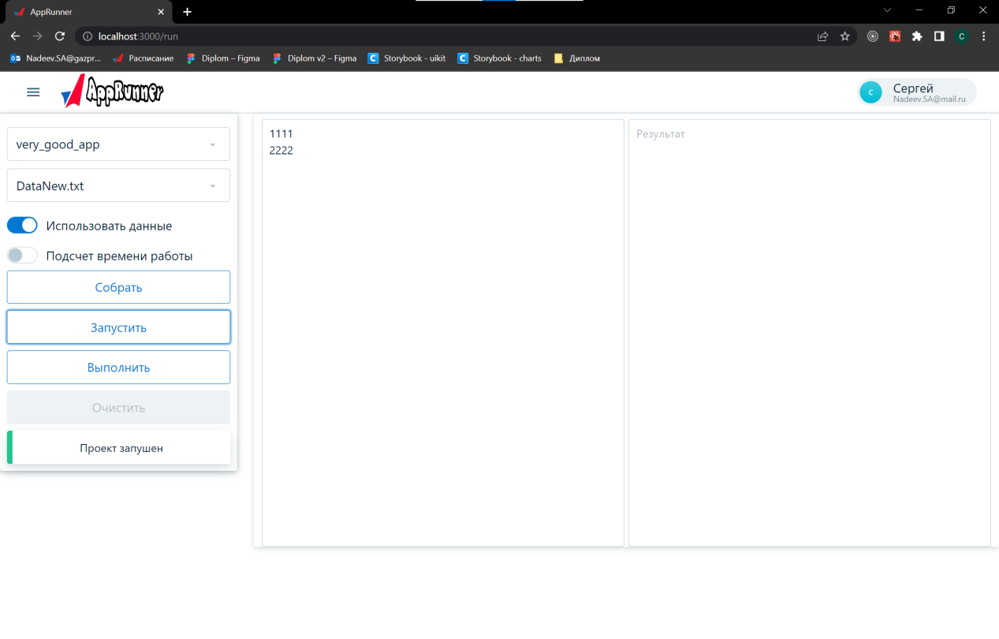 AppRunner
localhost:3000/run
Nadeev.SA@gazpr...
Расписание
Diplom – Figma
Diplom v2 – Figma
Storybook - uikit
Storybook - charts
Диплом
C
AppRunner
C
Сергей
Nadeev.SA@mail.ru
very_good_app
DataNew.txt
Использовать данные
Подсчет времени работы
Собрать
Запустить
Выполнить
Очистить
Проект запушен
1111
2222
Результат